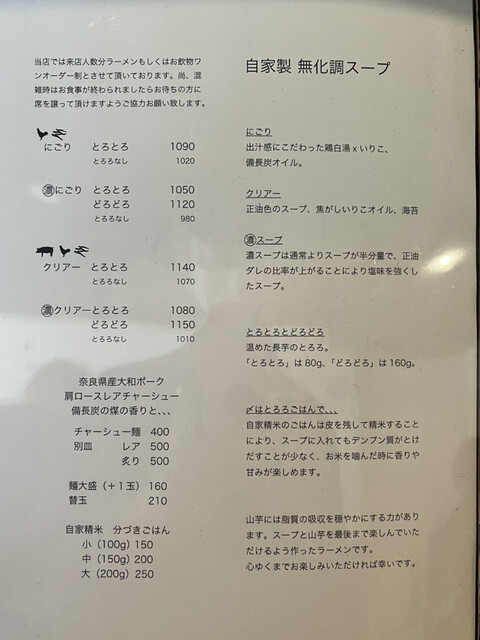 当店では来店人数分ラーメンもしくはお飲物ワ
ンオーダー制とさせて頂いております。尚、混
雑時はお食事が終わられましたらお待ちの方に
席を譲って頂けますようご協力お願い致します。
にごり とろとろ 1090
とろろなし 1020
濃にごり とろとろ 1050
どろどろ 1120
とろろなし 980
クリアー とろとろ 1140
とろろなし 1070
濃クリアーとろとろ 1080
どろどろ 1150
とろろなし 1010
奈良県産大和ポーク
肩ロースレアチャーシュー
備長炭の煤の香りと、、、
チャーシュー麺 400
別皿 レア 500
炙り 500
麺大盛(+1玉) 160
替玉 210
自家精米 分づきごはん
小 (100g) 150
中 (150g) 200
大 (200g) 250
自家製 無化調スープ
にごり
出汁感にこだわった鶏白湯 x いりこ、
備長炭オイル。
クリアー
正油色のスープ、焦がしいりこオイル、海苔
濃スープ
濃スープは通常よりスープが半分量で、正油
ダレの比率が上がることにより塩味を強くし
たスープ。
とろとろとどろどろ
温めた長芋のとろろ。
「とろとろ」は 80g、「どろどろ」は 160g。
〆はとろろごはんで、、、
自家精米のごはんは皮を残して精米すること
により、スープに入れてもデンプン質がとけ
だすことが少なく、お米を噛んだ時に香りや
甘みが楽しめます。
山芋には脂質の吸収を穏やかにする力があり
ます。スープと山芋を最後まで楽しんでいた
だけるよう作ったラーメンです。
心ゆくまでお楽しみいただければ幸いです。